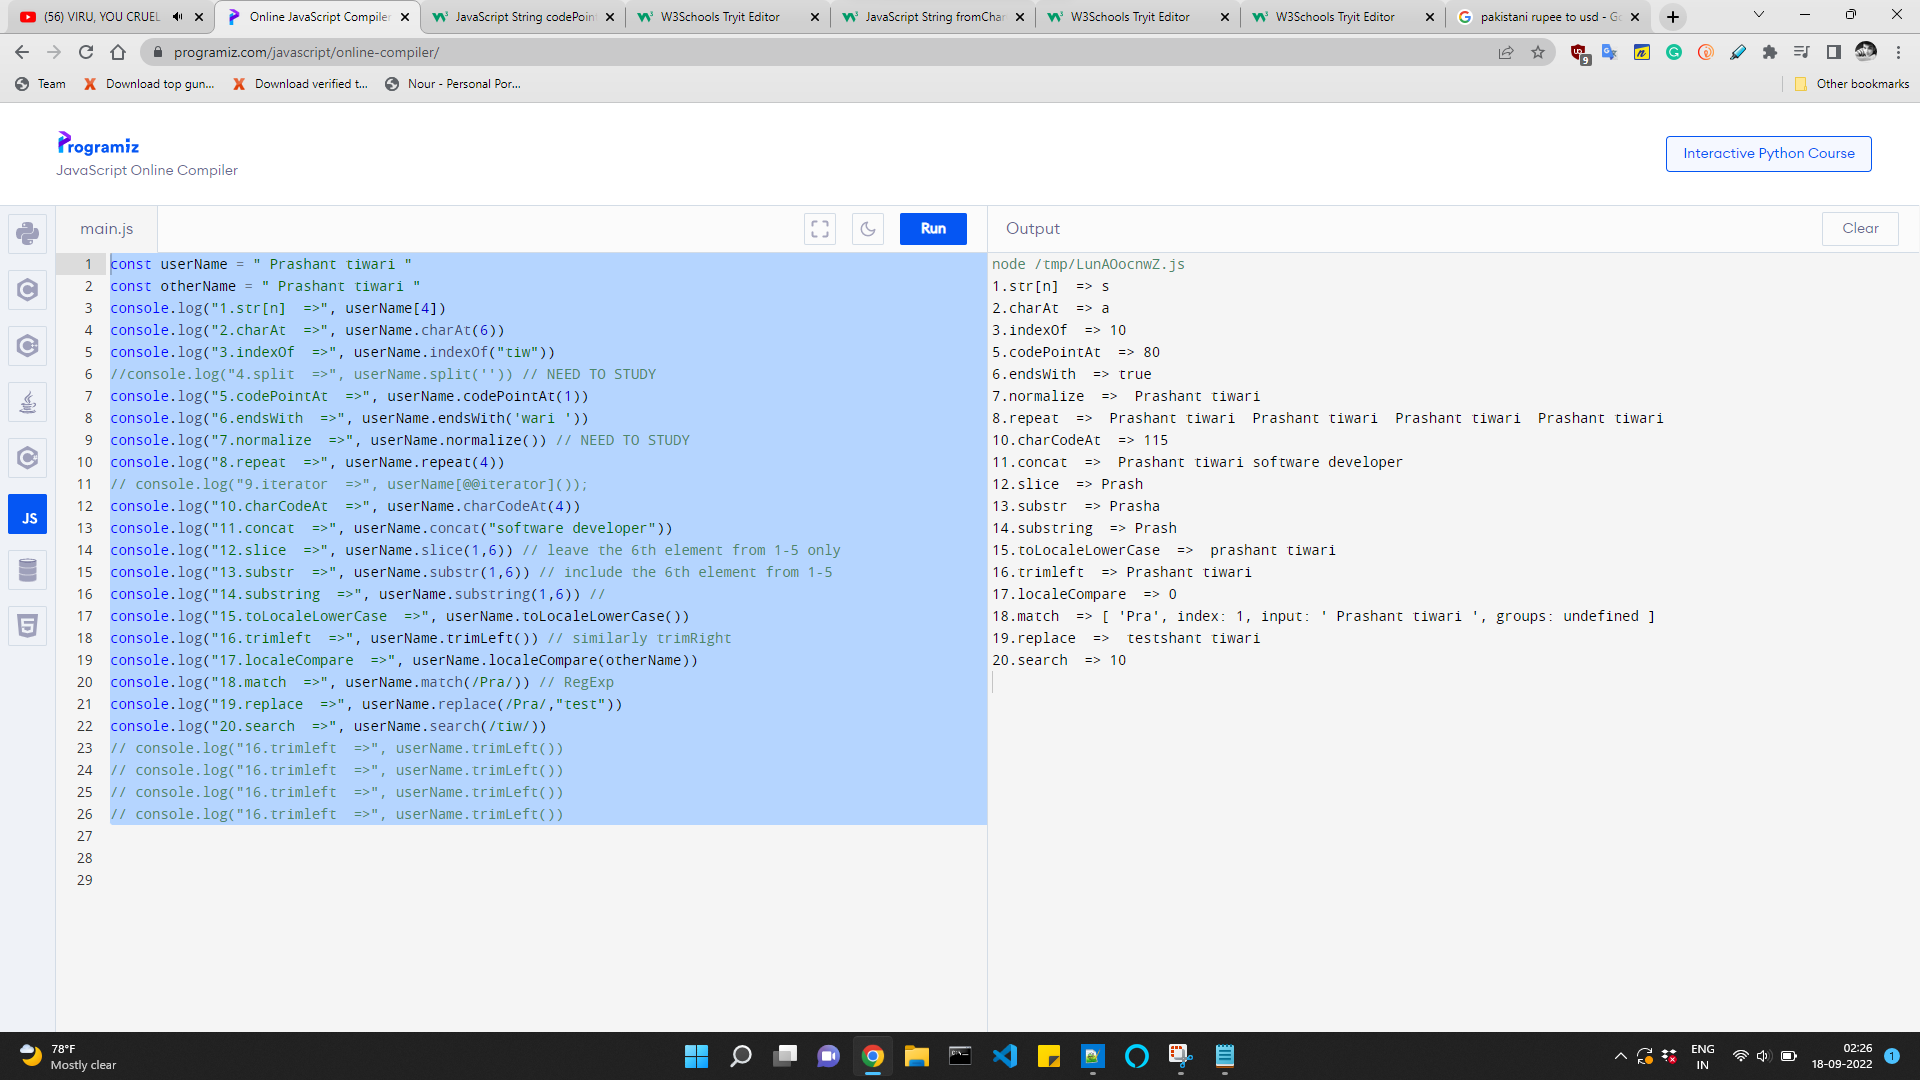 (56) VIRU, YOU CRUEL
Online JavaScript Compiler
JavaScript String codePoin
W3Schools Tryit Editor
JavaScript String fromChar
W3Schools Tryit Editor
W3Schools Tryit Editor
pakistani rupee to usd - Go
programiz.com/javascript/online-compiler/
9
Team
Download top gun...
Download verified t...
Nour - Personal Por...
Other bookmarks
Programiz
JavaScript Online Compiler
Interactive Python Course
main.js
Run
Output
Clear
JS
1 const userName = " Prashant tiwari "
2 const otherName = " Prashant tiwari "
3 console.log("1.str[n]  =>", userName[4])
4 console.log("2.charAt  =>", userName.charAt(6))
5 console.log("3.indexOf  =>", userName.indexOf("tiw"))
6 //console.log("4.split  =>", userName.split('')) // NEED TO STUDY
7 console.log("5.codePointAt  =>", userName.codePointAt(1))
8 console.log("6.endsWith  =>", userName.endsWith('wari '))
9 console.log("7.normalize  =>", userName.normalize()) // NEED TO STUDY
10 console.log("8.repeat  =>", userName.repeat(4))
11 // console.log("9.iterator  =>", userName[@@iterator]());
12 console.log("10.charCodeAt  =>", userName.charCodeAt(4))
13 console.log("11.concat  =>", userName.concat("software developer"))
14 console.log("12.slice  =>", userName.slice(1,6)) // leave the 6th element from 1-5 only
15 console.log("13.substr  =>", userName.substr(1,6)) // include the 6th element from 1-5
16 console.log("14.substring  =>", userName.substring(1,6)) //
17 console.log("15.toLocaleLowerCase  =>", userName.toLocaleLowerCase())
18 console.log("16.trimleft  =>", userName.trimLeft()) // similarly trimRight
19 console.log("17.localeCompare  =>", userName.localeCompare(otherName))
20 console.log("18.match  =>", userName.match(/Pra/)) // RegExp
21 console.log("19.replace  =>", userName.replace(/Pra/,"test"))
22 console.log("20.search  =>", userName.search(/tiw/))
23 // console.log("16.trimleft  =>", userName.trimLeft())
24 // console.log("16.trimleft  =>", userName.trimLeft())
25 // console.log("16.trimleft  =>", userName.trimLeft())
26 // console.log("16.trimleft  =>", userName.trimLeft())
27
28
29
node /tmp/LunAOocnwZ.js
1.str[n]  => s
2.charAt  => a
3.indexOf  => 10
5.codePointAt  => 80
6.endsWith  => true
7.normalize  =>  Prashant tiwari
8.repeat  =>  Prashant tiwari  Prashant tiwari  Prashant tiwari  Prashant tiwari
10.charCodeAt  => 115
11.concat  =>  Prashant tiwari software developer
12.slice  => Prash
13.substr  => Prasha
14.substring  => Prash
15.toLocaleLowerCase  =>  prashant tiwari
16.trimleft  => Prashant tiwari
17.localeCompare  => 0
18.match  => [ 'Pra', index: 1, input: ' Prashant tiwari ', groups: undefined ]
19.replace  =>  testshant tiwari
20.search  => 10
78°F
Mostly clear
ENG
IN
02:26
18-09-2022
1